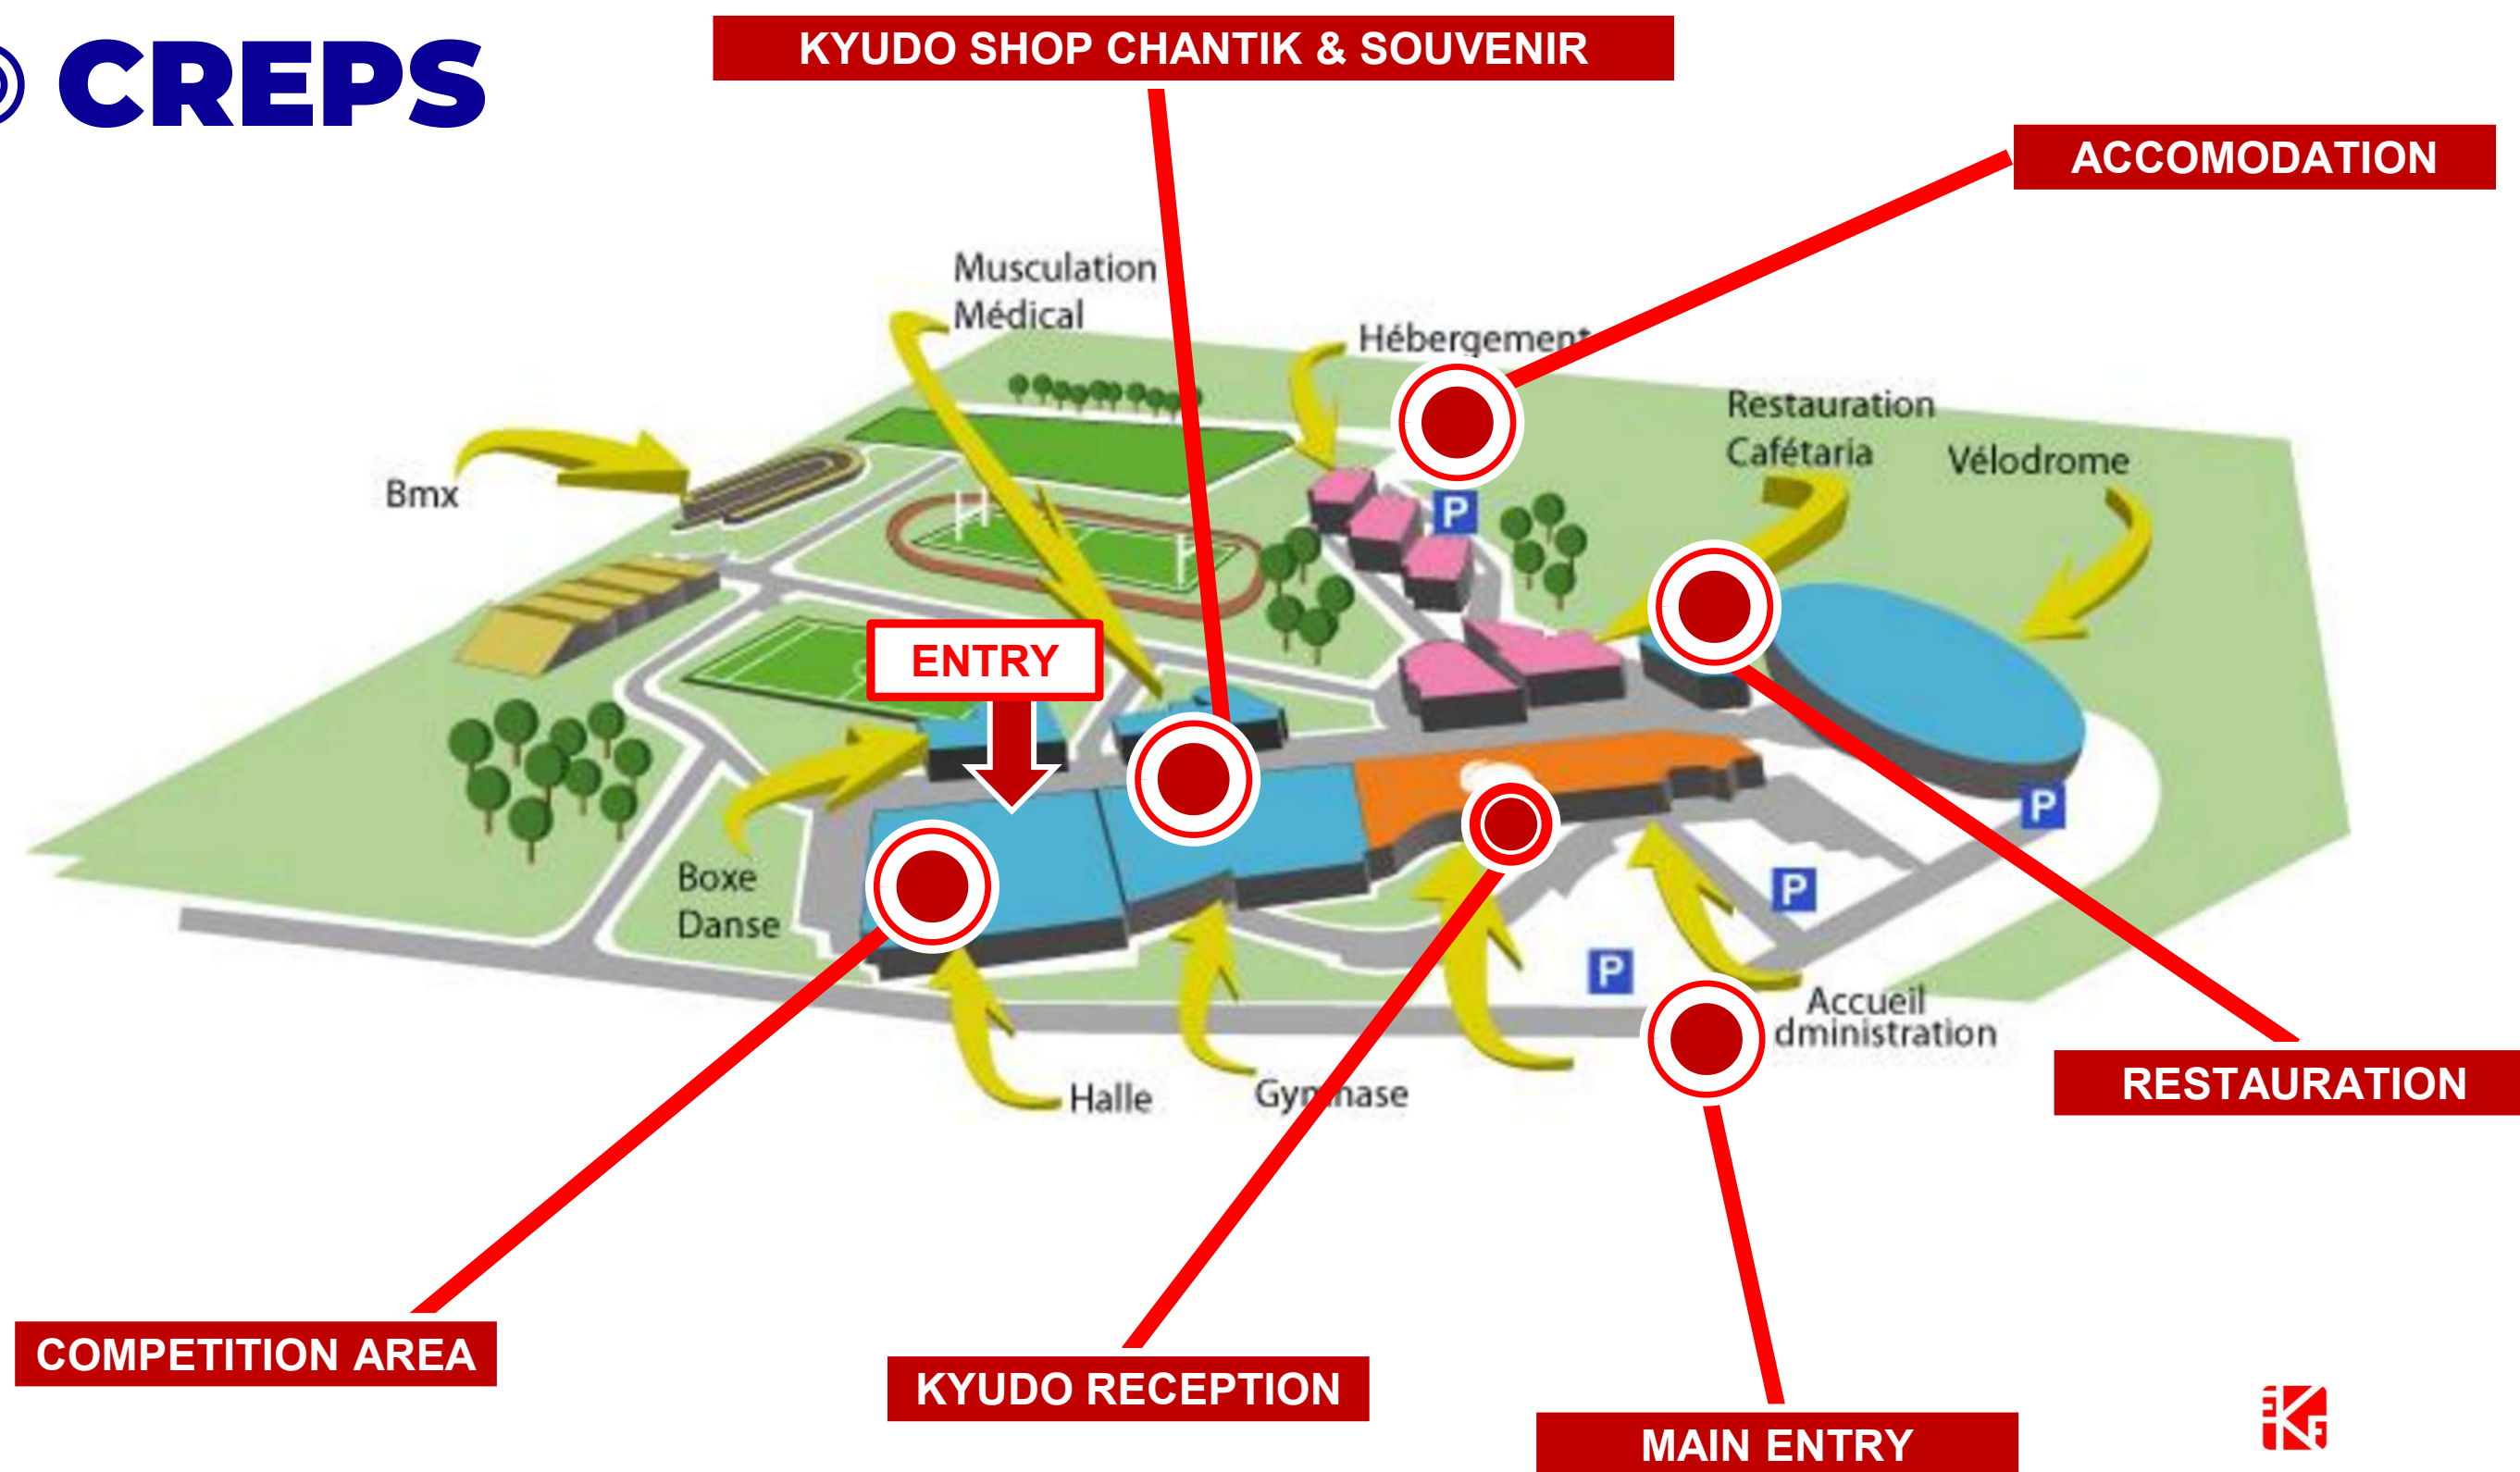 KYUDO SHOP CHANTIK & SOUVENIR
CREPS
ACCOMODATION
Musculation
Médical
Hébergement
Restauration
Cafétaria
Vélodrome
Bmx
P
ENTRY
P
Boxe
Danse
P
P
Accueil
dministration
Halle
Gymnase
RESTAURATION
COMPETITION AREA
KYUDO RECEPTION
MAIN ENTRY
EKF